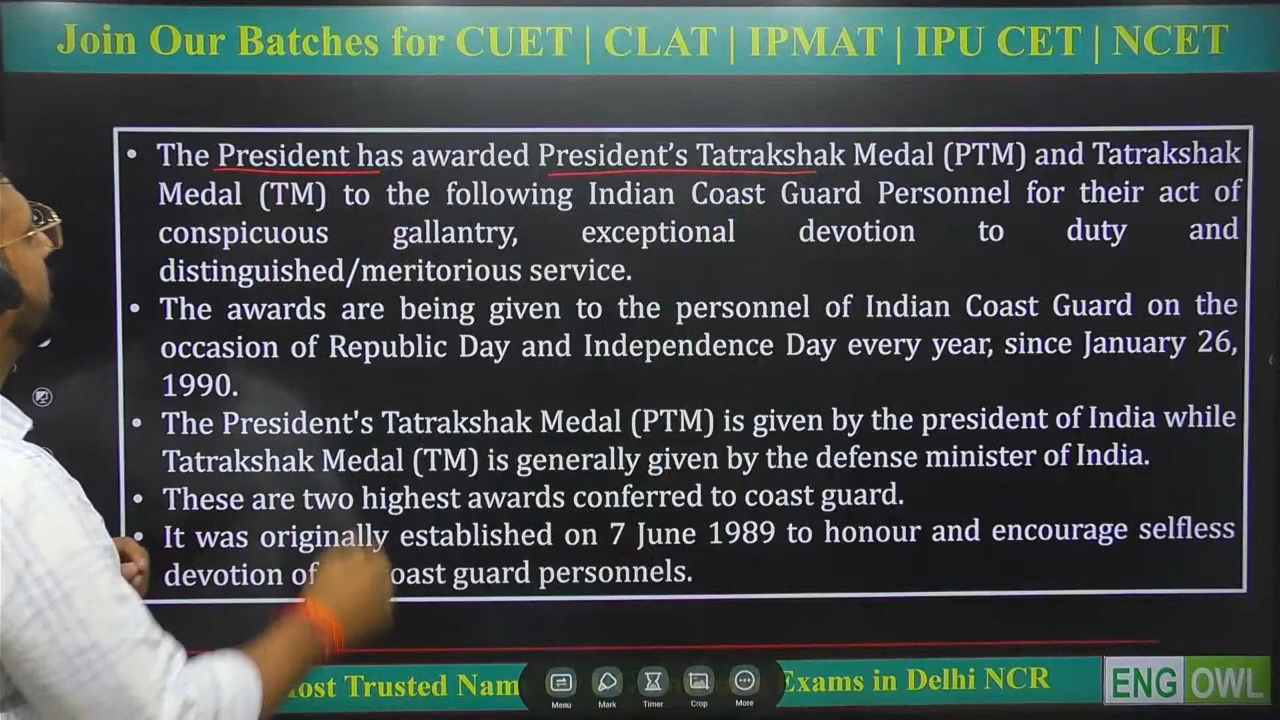 Join Our Batches for CUET | CLAT | IPMAT | IPU CET | NCET
• The President has awarded President's Tatrakshak Medal (PTM) and Tatrakshak
Medal (TM) to the following Indian Coast Guard Personnel for their act of
conspicuous gallantry, exceptional devotion to duty and
distinguished/meritorious service.
• The awards are being given to the personnel of Indian Coast Guard on the
occasion of Republic Day and Independence Day every year, since January 26,
1990.
• The President's Tatrakshak Medal (PTM) is given by the president of India while
Tatrakshak Medal (TM) is generally given by the defense minister of India.
• These are two highest awards conferred to coast guard.
• It was originally established on 7 June 1989 to honour and encourage selfless
devotion of oast guard personnels.
ost Trusted Nam Exams in Delhi NCR
ENG OWL
Menu Mark Timer Crop More